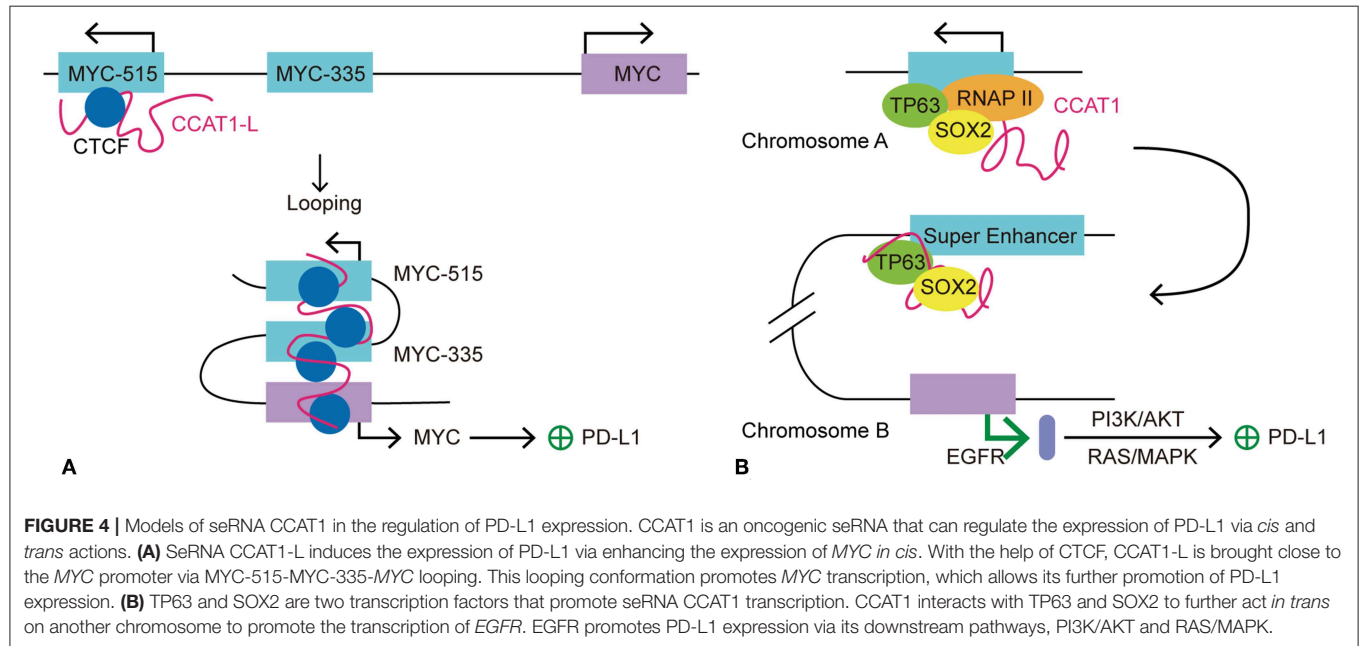 MYC-515
MYC-335
MYC
CCAT1-L
CTCF
Looping
MYC-515
MYC-335
MYC
PD-L1
A
TP63
RNAP II
SOX2
CCAT1
Chromosome A
Super Enhancer
TP63
SOX2
Chromosome B
EGFR
PI3K/AKT
RAS/MAPK
PD-L1
B
FIGURE 4 | Models of seRNA CCAT1 in the regulation of PD-L1 expression. CCAT1 is an oncogenic seRNA that can regulate the expression of PD-L1 via cis and
trans actions. (A) SeRNA CCAT1-L induces the expression of PD-L1 via enhancing the expression of MYC in cis. With the help of CTCF, CCAT1-L is brought close to
the MYC promoter via MYC-515-MYC-335-MYC looping. This looping conformation promotes MYC transcription, which allows its further promotion of PD-L1
expression. (B) TP63 and SOX2 are two transcription factors that promote seRNA CCAT1 transcription. CCAT1 interacts with TP63 and SOX2 to further act in trans
on another chromosome to promote the transcription of EGFR. EGFR promotes PD-L1 expression via its downstream pathways, PI3K/AKT and RAS/MAPK.